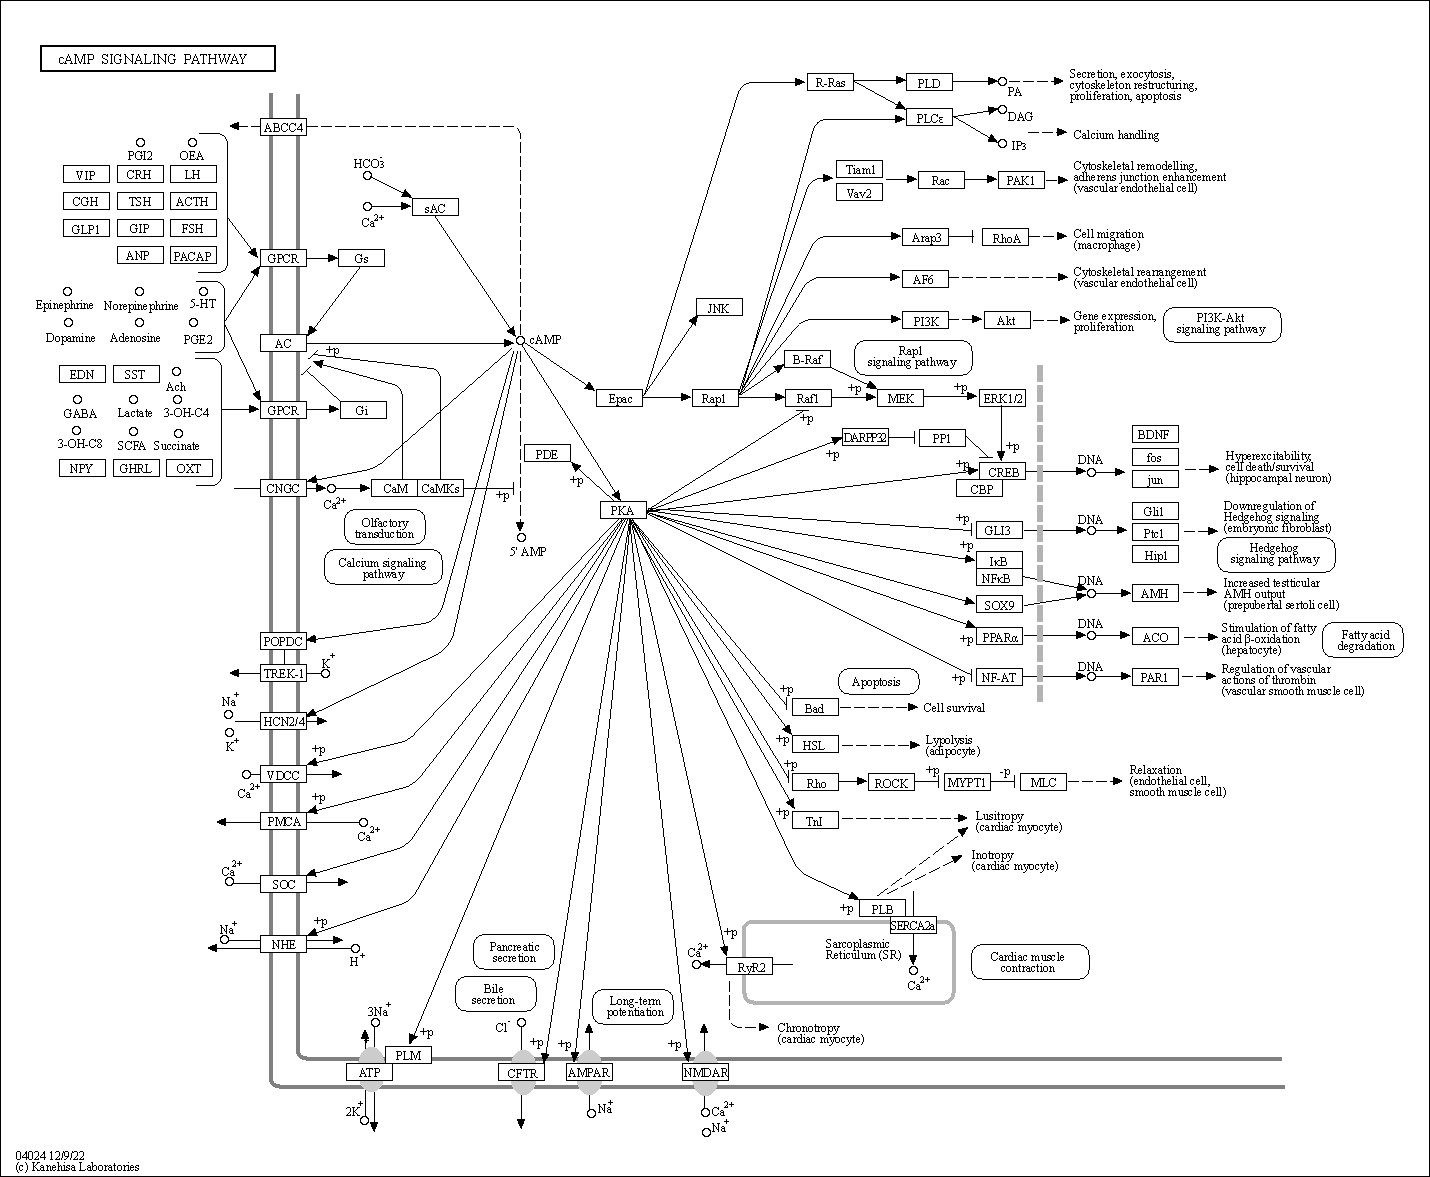 cAMP SIGNALING PATHWAY
R-Ras
PLD
PA
Secretion, exocytosis,
cytoskeleton restructuring,
proliferation, apoptosis
ABCC4
PLCε
DAG
IP3
Calcium handling
PGI2
OEA
VIP
CRH
LH
CGH
TSH
ACTH
GLP1
GIP
FSH
ANP
PACAP
HCO3-
Ca2+
sAC
Tiam1
Vav2
Rac
PAK1
Cytoskeletal remodelling,
adherens junction enhancement
(vascular endothelial cell)
Arap3
RhoA
Cell migration
(macrophage)
GPCR
Gs
AF6
Cytoskeletal rearrangement
(vascular endothelial cell)
Epinephrine
Norepinephrine
5-HT
Dopamine
Adenosine
PGE2
JNK
PI3K
Akt
Gene expression,
proliferation
PI3K-Akt
signaling pathway
AC
+p
cAMP
B-Raf
Rap1
signaling pathway
EDN
SST
Ach
GABA
Lactate
3-OH-C4
3-OH-C8
SCFA
Succinate
NPY
GHRL
OXT
GPCR
Gi
Epac
Rap1
Raf1
+p
+p
MEK
+p
ERK1/2
PDE
+p
DARPP32
+p
PP1
+p
+p
CREB
CBP
DNA
BDNF
fos
jun
Hyperexcitability,
cell death/survival
(hippocampal neuron)
CNGC
Ca2+
CaM
CaMKs
+p
PKA
Olfactory
transduction
Calcium signaling
pathway
5' AMP
+p
GLI3
DNA
Gli1
Ptc1
Hip1
Downregulation of
Hedgehog signaling
(embryonic fibroblast)
Hedgehog
signaling pathway
+p
IκB
NFκB
SOX9
DNA
AMH
Increased testticular
AMH output
(prepubertal sertoli cell)
+p
PPARα
DNA
ACO
Stimulation of fatty
acid β-oxidation
(hepatocyte)
Fatty acid
degradation
+p
NF-AT
DNA
PAR1
Regulation of vascular
actions of thrombin
(vascular smooth muscle cell)
POPDC
TREK-1
K+
Na+
HCN2/4
K+
+p
VDCC
Ca2+
+p
PMCA
Ca2+
Ca2+
SOC
Na+
+p
NHE
H+
Apoptosis
+p
Bad
Cell survival
+p
HSL
Lypolysis
(adipocyte)
+p
Rho
ROCK
+p
MYPT1
-p
MLC
Relaxation
(endothelial cell,
smooth muscle cell)
+p
TnI
Lusitropy
(cardiac myocyte)
Inotropy
(cardiac myocyte)
+p
PLB
SERCA2a
Sarcoplasmic
Reticulum (SR)
Ca2+
+p
Ca2+
RyR2
Cardiac muscle
contraction
Chronotropy
(cardiac myocyte)
Pancreatic
secretion
Bile
secretion
Long-term
potentiation
3Na+
+p
PLM
ATP
2K+
Cl-
+p
CFTR
+p
AMPAR
Na+
+p
NMDAR
Ca2+
Na+
04024 12/9/22
(c) Kanehisa Laboratories